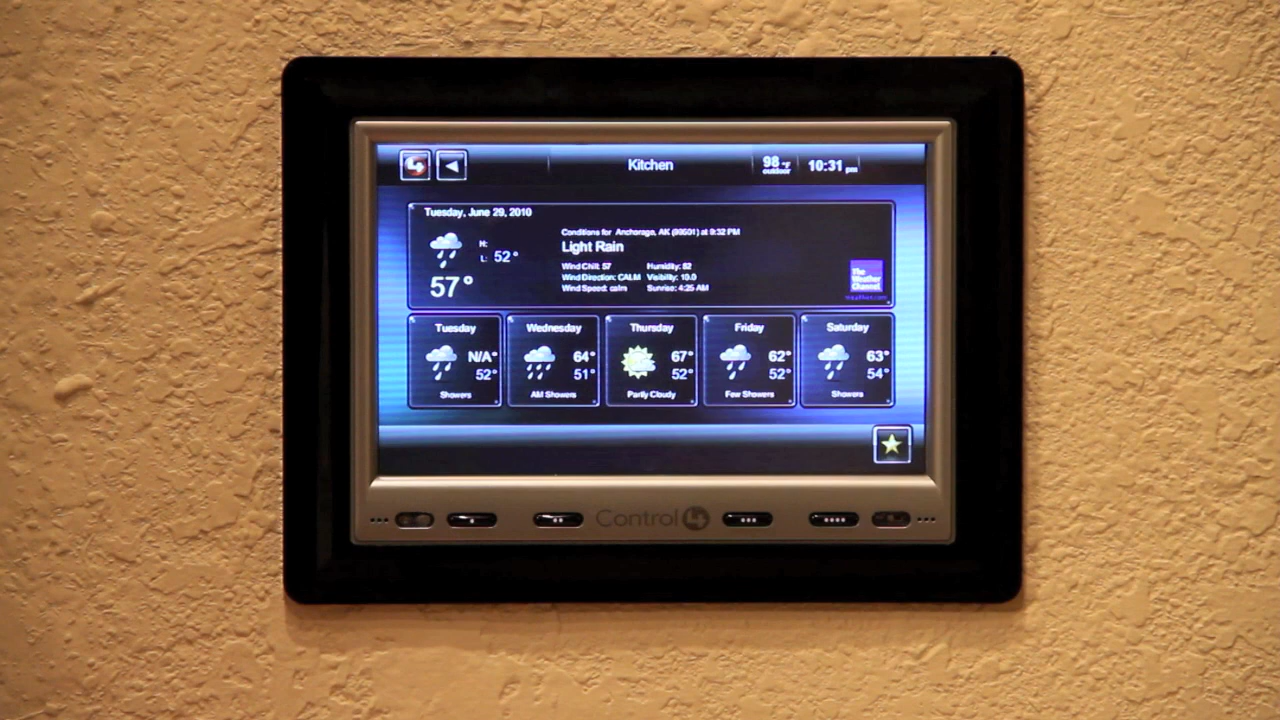 Kitchen
98 °F
outdoor
10:31 pm
Tuesday, June 29, 2010
Conditions for Anchorage, AK (99501) at 9:32 PM
Light Rain
H:
L: 52°
57°
Wind Chill: 57 Humidity: 82
Wind Direction: CALM Visibility: 10.0
Wind Speed: calm Sunrise: 4:25 AM
The
Weather
Channel
Tuesday
N/A°
52°
Showers
Wednesday
64°
51°
AM Showers
Thursday
67°
52°
Partly Cloudy
Friday
62°
52°
Few Showers
Saturday
63°
54°
Showers
Control4